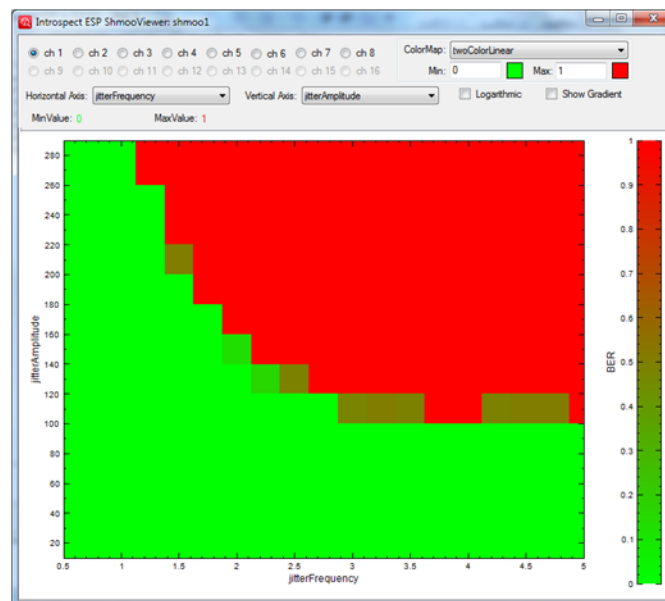 Introspect ESP ShmooViewer: shmoo1
ch 1 ch 2 ch 3 ch 4 ch 5 ch 6 ch 7 ch 8
ch 9 ch 10 ch 11 ch 12 ch 13 ch 14 ch 15 ch 16
ColorMap: twoColorLinear
Min: 0 Max: 1
Horizontal Axis: jitterFrequency Vertical Axis: jitterAmplitude Logarithmic Show Gradient
MinValue: 0 MaxValue: 1
280
260
240
220
200
180
160
140
120
100
80
60
40
20
jitterAmplitude
0.5 1 1.5 2 2.5 3 3.5 4 4.5 5
jitterFrequency
1
0.9
0.8
0.7
0.6
0.5
0.4
0.3
0.2
0.1
0
BER